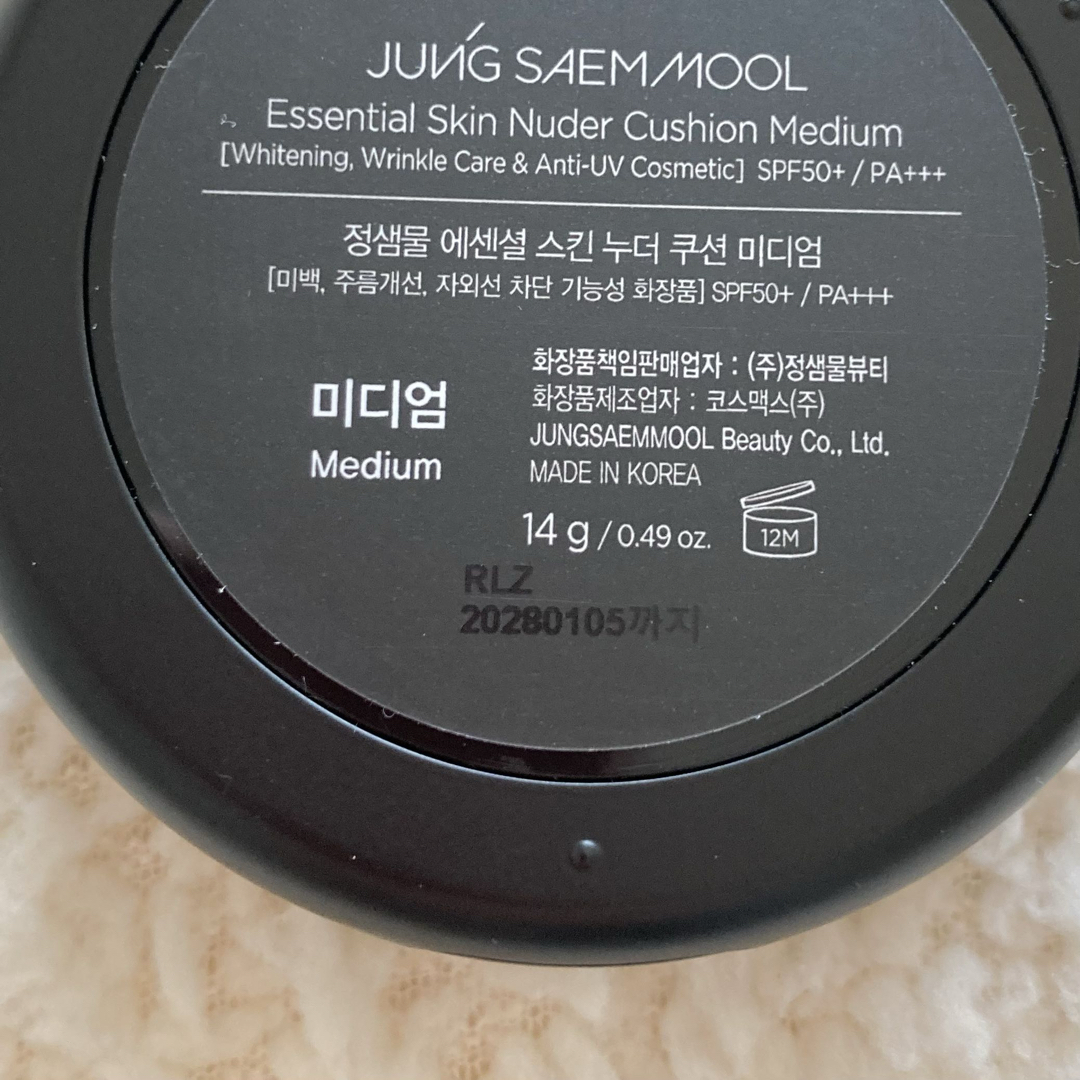 JUNG SAEM MOOL
Essential Skin Nuder Cushion Medium
[Whitening, Wrinkle Care & Anti-UV Cosmetic] SPF50+ / PA+++
정샘물 에센셜 스킨 누더 쿠션 미디엄
[미백, 주름개선, 자외선 차단 기능성 화장품] SPF50+ / PA+++
미디엄
Medium
화장품책임판매업자 : (주)정샘물뷰티
화장품제조업자 : 코스맥스(주)
JUNGSAEMMOOL Beauty Co., Ltd.
MADE IN KOREA
14 g / 0.49 oz.
12M
RLZ
20280105까지